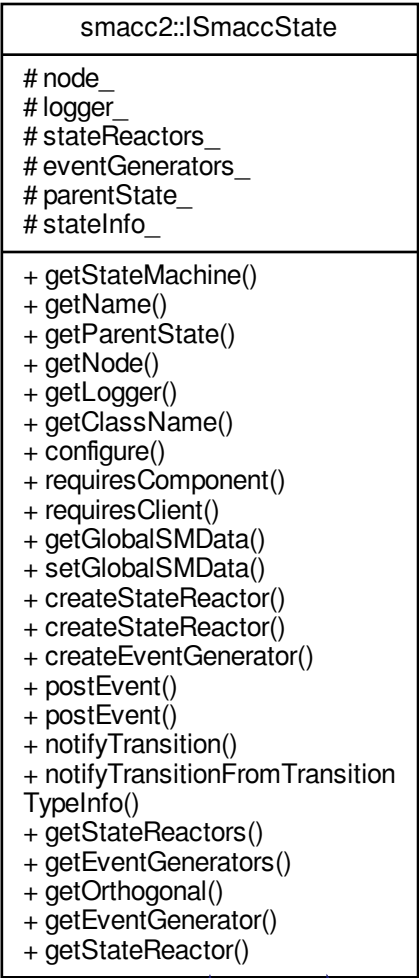 smacc2::ISmaccState
# node_
# logger_
# stateReactors_
# eventGenerators_
# parentState_
# stateInfo_
+ getStateMachine()
+ getName()
+ getParentState()
+ getNode()
+ getLogger()
+ getClassName()
+ configure()
+ requiresComponent()
+ requiresClient()
+ getGlobalSMData()
+ setGlobalSMData()
+ createStateReactor()
+ createStateReactor()
+ createEventGenerator()
+ postEvent()
+ postEvent()
+ notifyTransition()
+ notifyTransitionFromTransition
TypeInfo()
+ getStateReactors()
+ getEventGenerators()
+ getOrthogonal()
+ getEventGenerator()
+ getStateReactor()